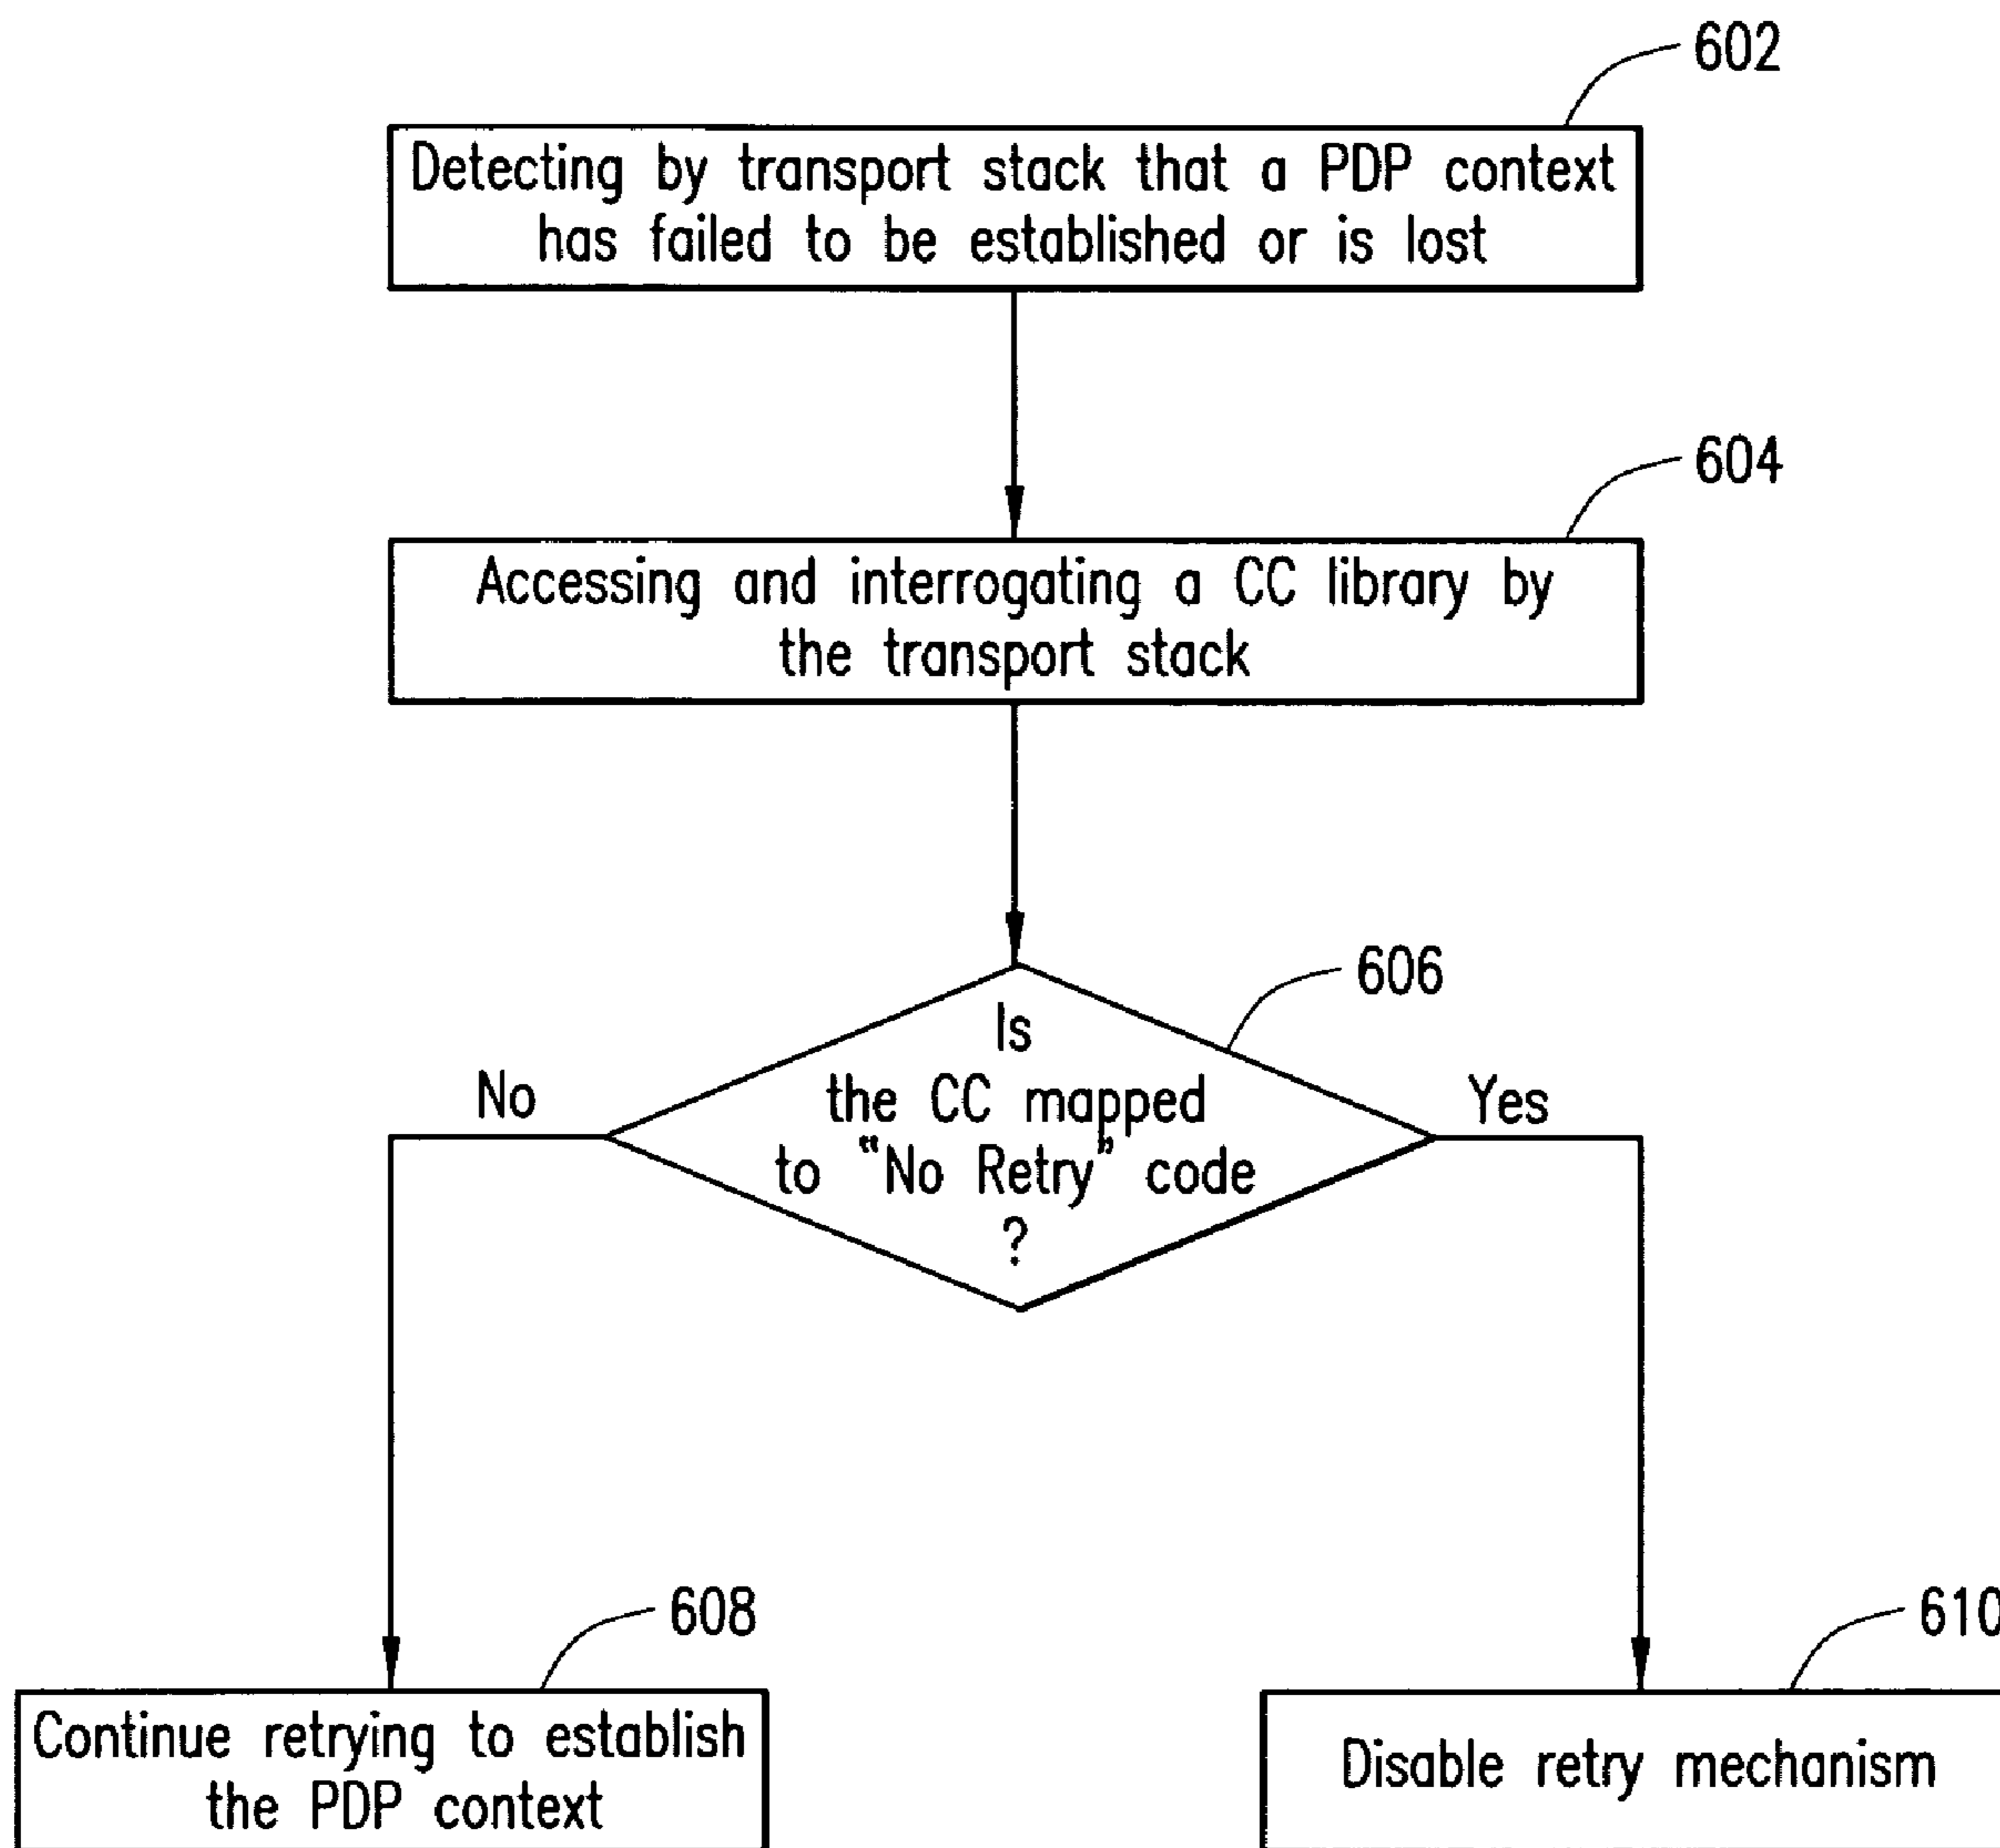 602
Detecting by transport stack that a PDP context
has failed to be established or is lost
604
Accessing and interrogating a CC library by
the transport stack
606
Is
the CC mapped
to “No Retry” code
?
No
Yes
608
Continue retrying to establish
the PDP context
610
Disable retry mechanism